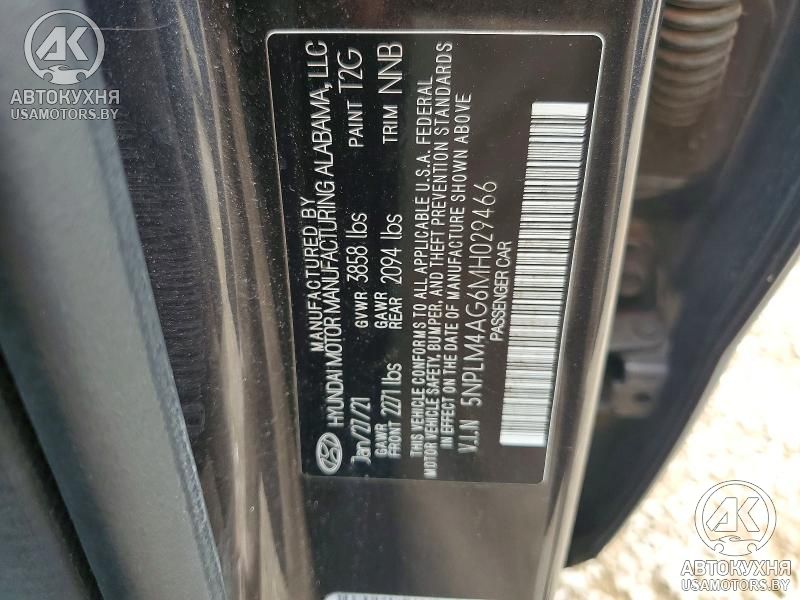 AK
АВТОКУХНЯ
USAMOTORS.BY
MANUFACTURED BY
HYUNDAI MOTOR MANUFACTURING ALABAMA, LLC
Jan/27/21 GVWR 3858 lbs PAINT T2G
GAWR FRONT 2271 lbs GAWR REAR 2094 lbs TRIM NNB
THIS VEHICLE CONFORMS TO ALL APPLICABLE U.S.A. FEDERAL
MOTOR VEHICLE SAFETY, BUMPER, AND THEFT PREVENTION STANDARDS
IN EFFECT ON THE DATE OF MANUFACTURE SHOWN ABOVE
V.I.N 5NPLM4AG6MH029466
PASSENGER CAR
AK
АВТОКУХНЯ
USAMOTORS.BY